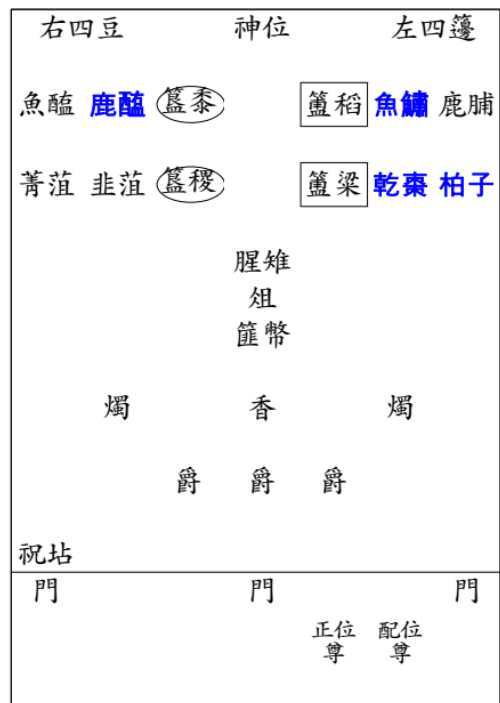 右四豆 神位 左四籩
魚醢 鹿醢 簋黍 簠稻 魚鱐 鹿脯
菁菹 韭菹 簋稷 簠粱 乾棗 柏子
腥雉
俎
篚幣
燭 香 燭
爵 爵 爵
祝坫
門 門 門
正位 配位
尊 尊